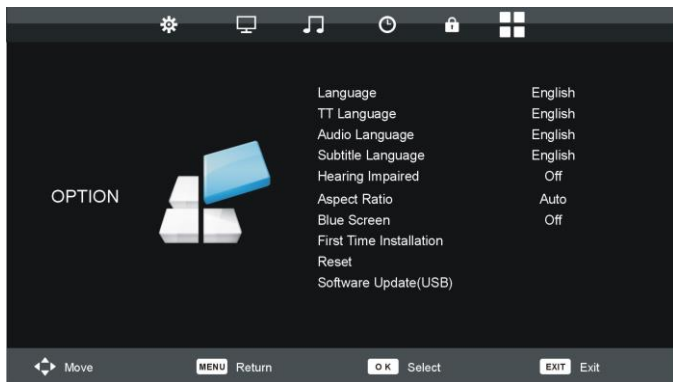 Language English
TT Language English
Audio Language English
Subtitle Language English
Hearing Impaired Off
OPTION
Aspect Ratio Auto
Blue Screen Off
First Time Installation
Reset
Software Update(USB)
Move MENU Return OK Select EXIT Exit